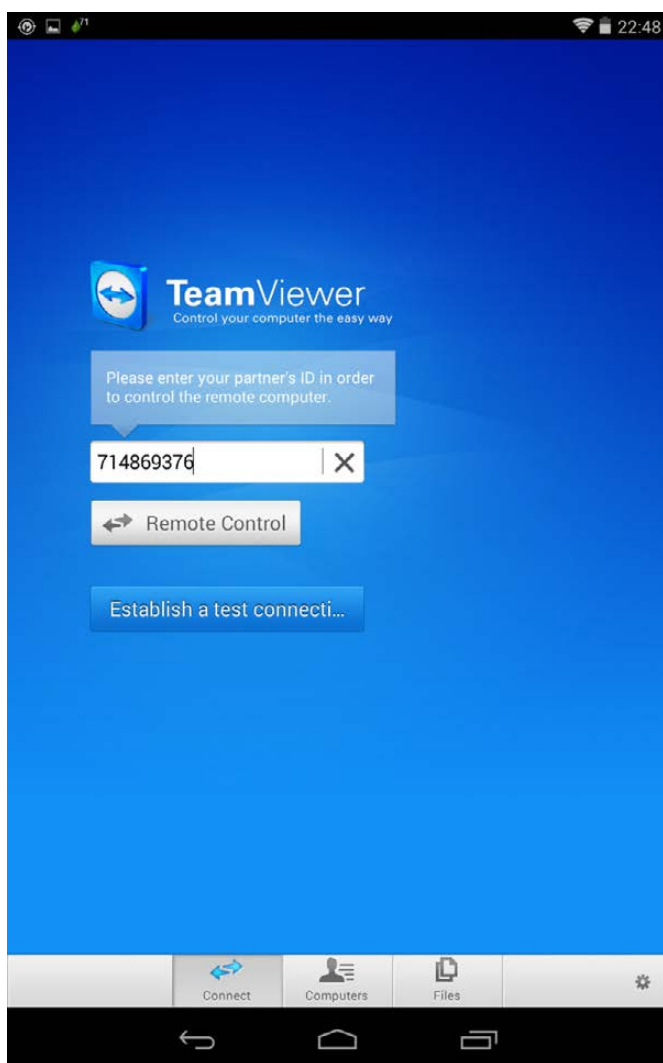 71
22:48
TeamViewer
Control your computer the easy way
Please enter your partner's ID in order
to control the remote computer.
714869376
Remote Control
Establish a test connecti...
Connect
Computers
Files